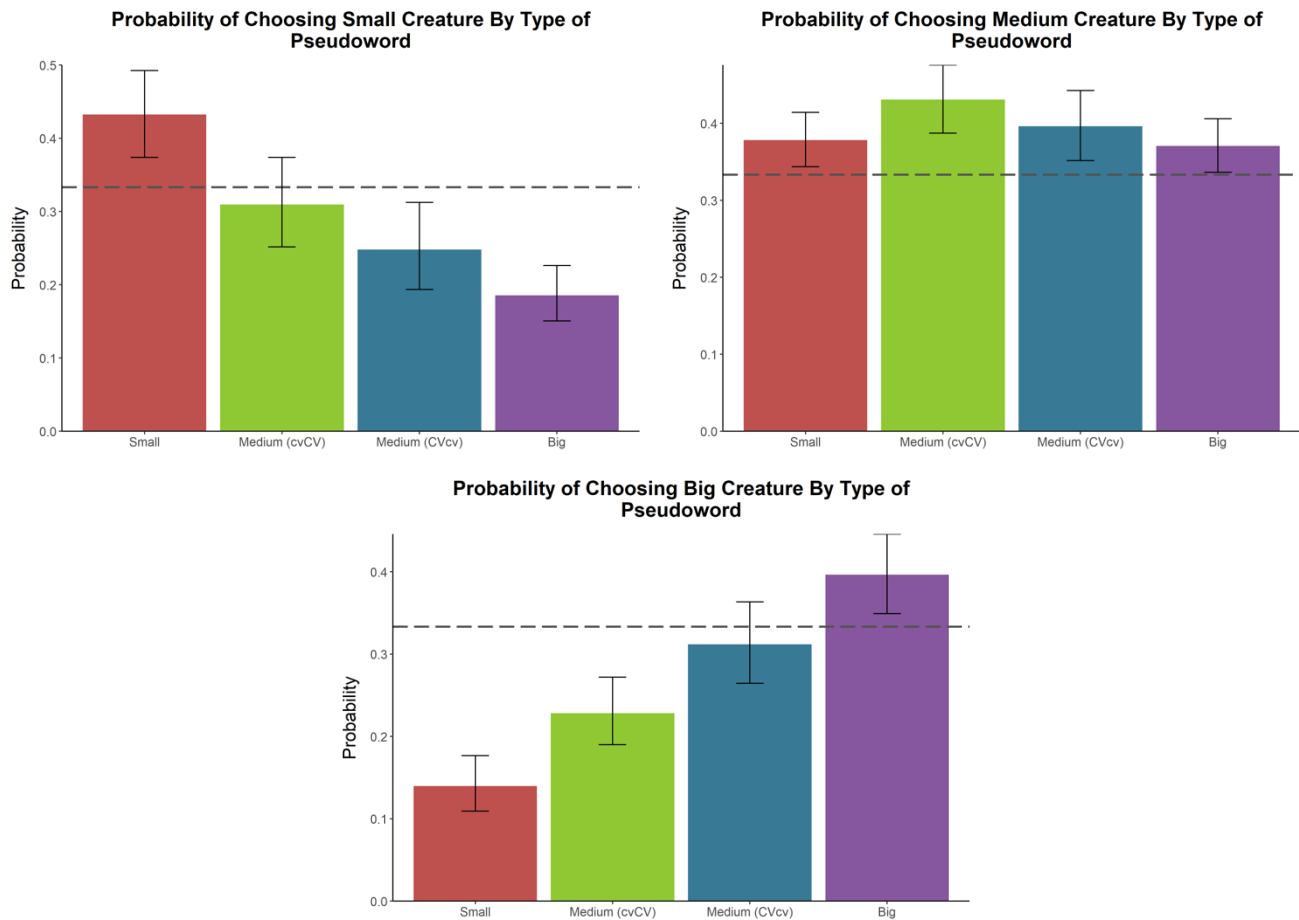 Probability of Choosing Small Creature By Type of
Pseudoword
Probability
0.5
0.4
0.3
0.2
0.1
0.0
Small
Medium (cvCV)
Medium (CVcv)
Big
Probability of Choosing Medium Creature By Type of
Pseudoword
Probability
0.4
0.3
0.2
0.1
0.0
Small
Medium (cvCV)
Medium (CVcv)
Big
Probability of Choosing Big Creature By Type of
Pseudoword
Probability
0.4
0.3
0.2
0.1
0.0
Small
Medium (cvCV)
Medium (CVcv)
Big